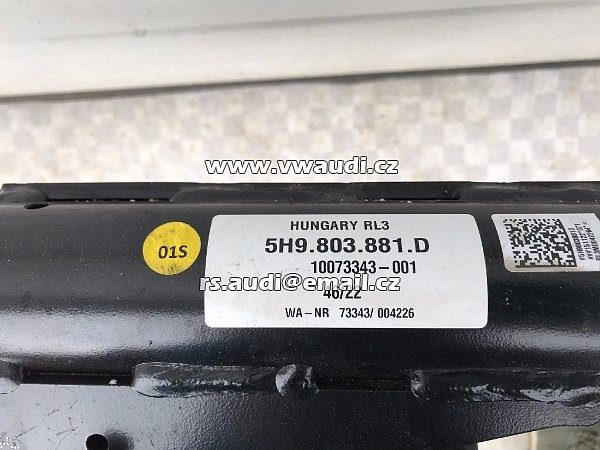 www.vwaudi.cz
HUNGARY RL3
01S
5H9.803.881.D
10073343-001
rs.audi@email.cz
46/22
WA-NR 73343/ 004226